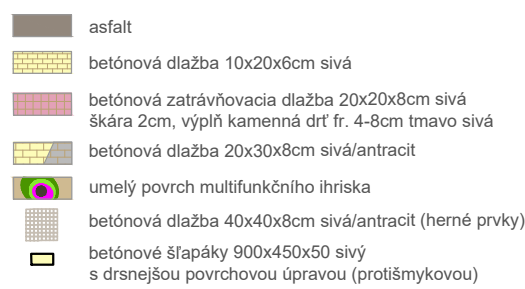 asfalt
betónová dlažba 10x20x6cm sivá
betónová zatrávňovacia dlažba 20x20x8cm sivá
škára 2cm, výplň kamenná drť fr. 4-8cm tmavo sivá
betónová dlažba 20x30x8cm sivá/antracit
umelý povrch multifunkčního ihriska
betónová dlažba 40x40x8cm sivá/antracit (herné prvky)
betónové šľapáky 900x450x50 sivý
s drsnejšou povrchovou úpravou (protišmykovou)